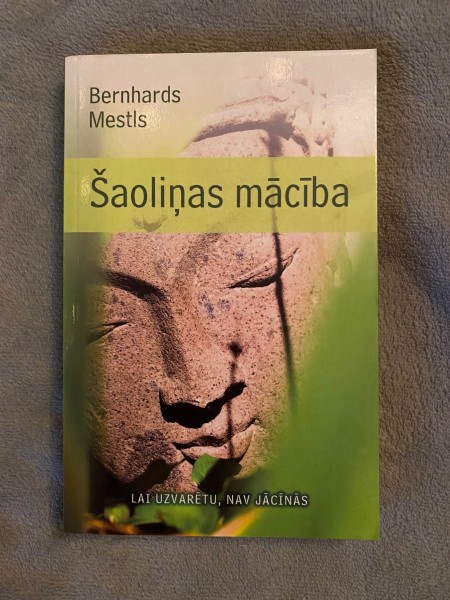 Bernhards
Mestls
Šaoliņas mācība
LAI UZVARĒTU, NAV JĀCĪNĀS